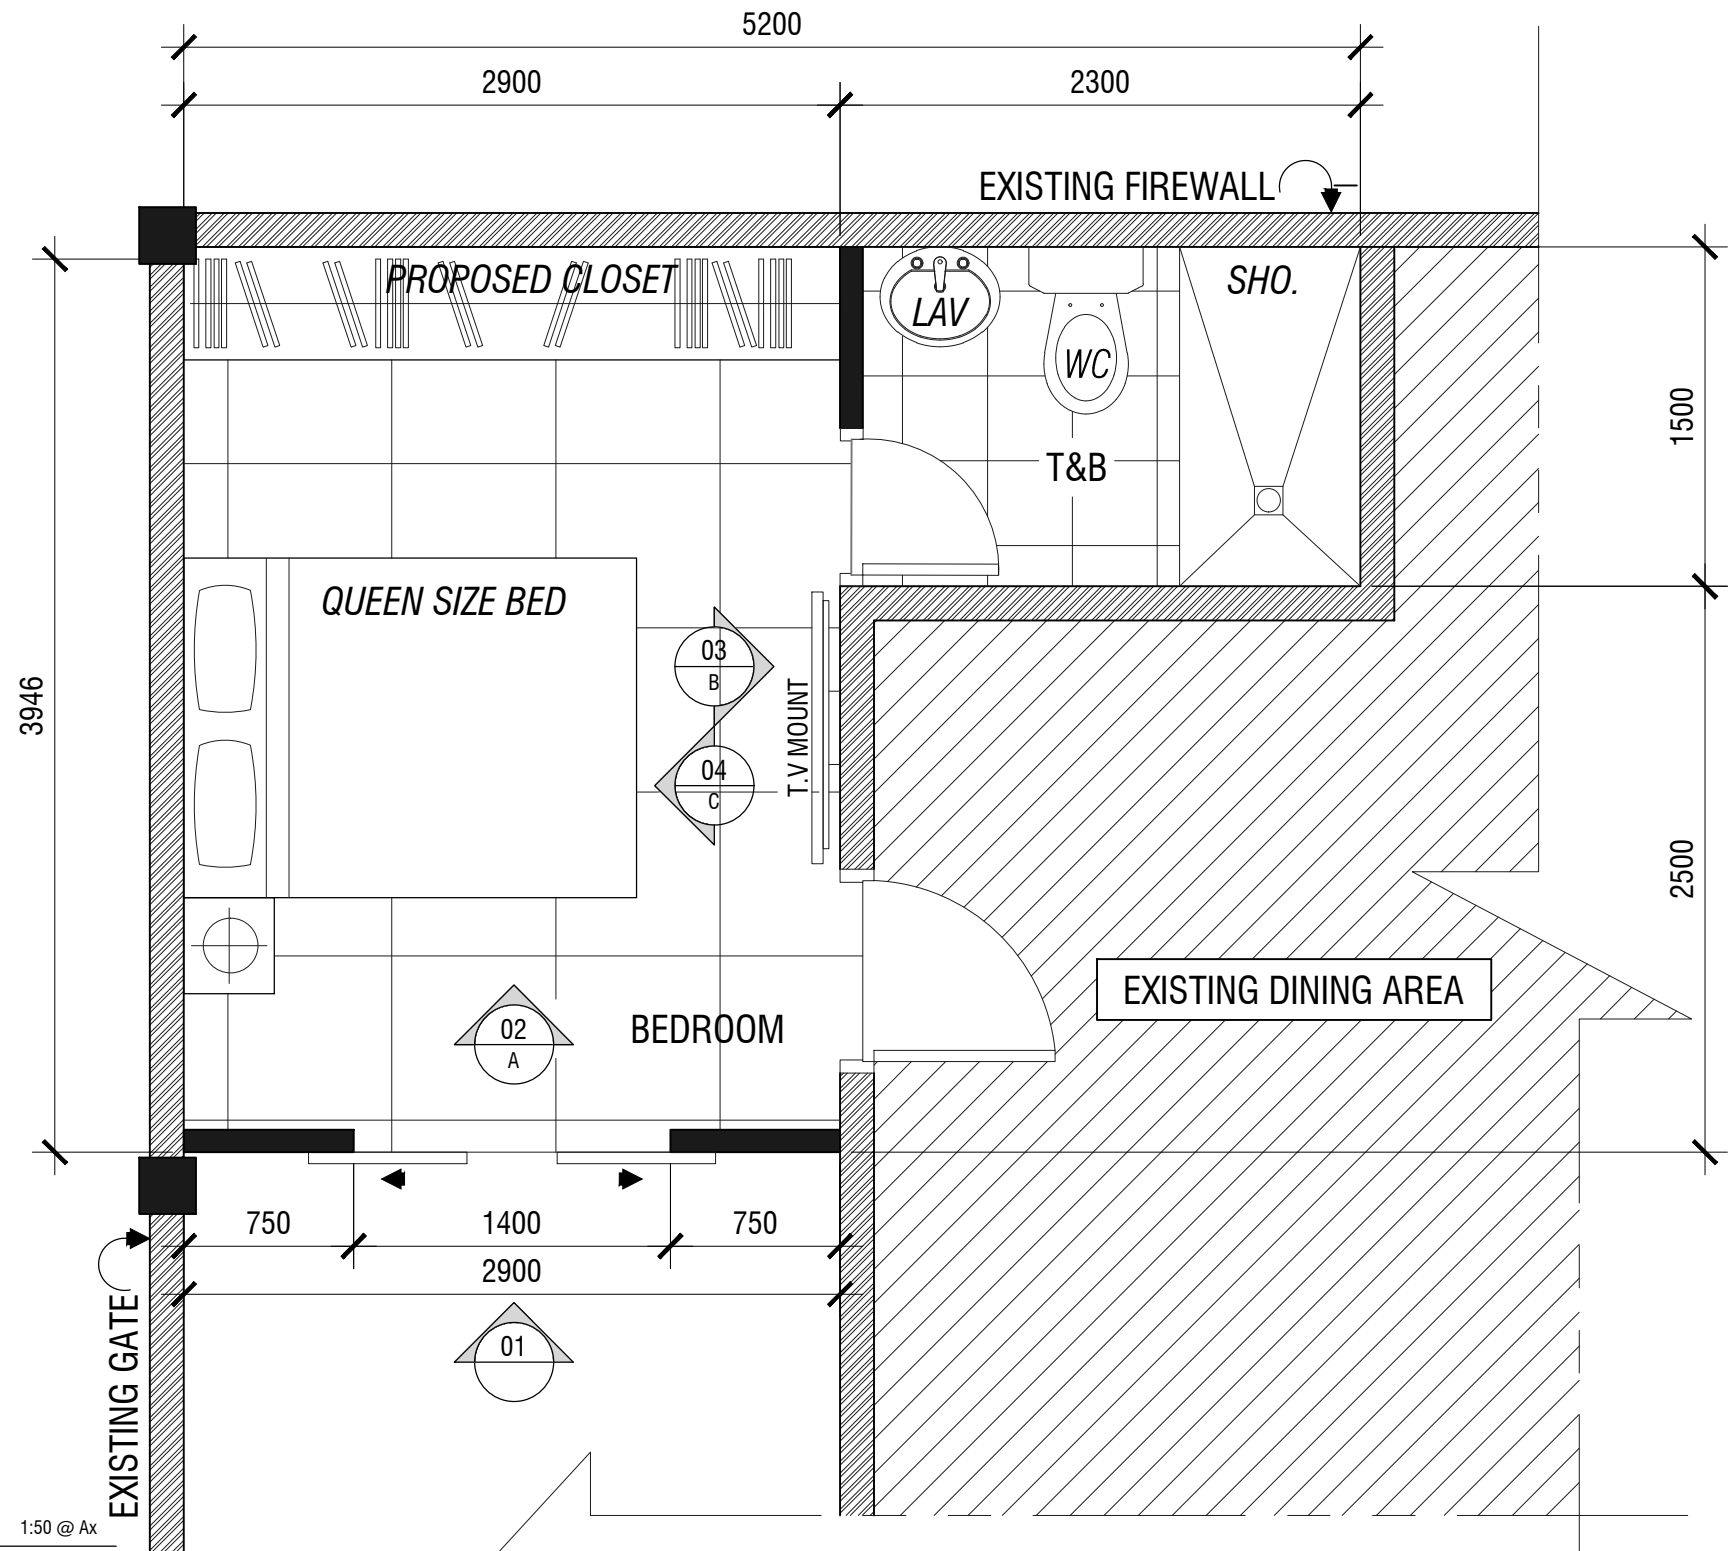 5200
2900
2300
EXISTING FIREWALL
PROPOSED CLOSET
SHO.
LAV
WC
1500
T&B
QUEEN SIZE BED
03
B
3946
T.V MOUNT
04
C
2500
EXISTING DINING AREA
02
A
BEDROOM
750
1400
750
2900
EXISTING GATE
01
1:50 @ Ax